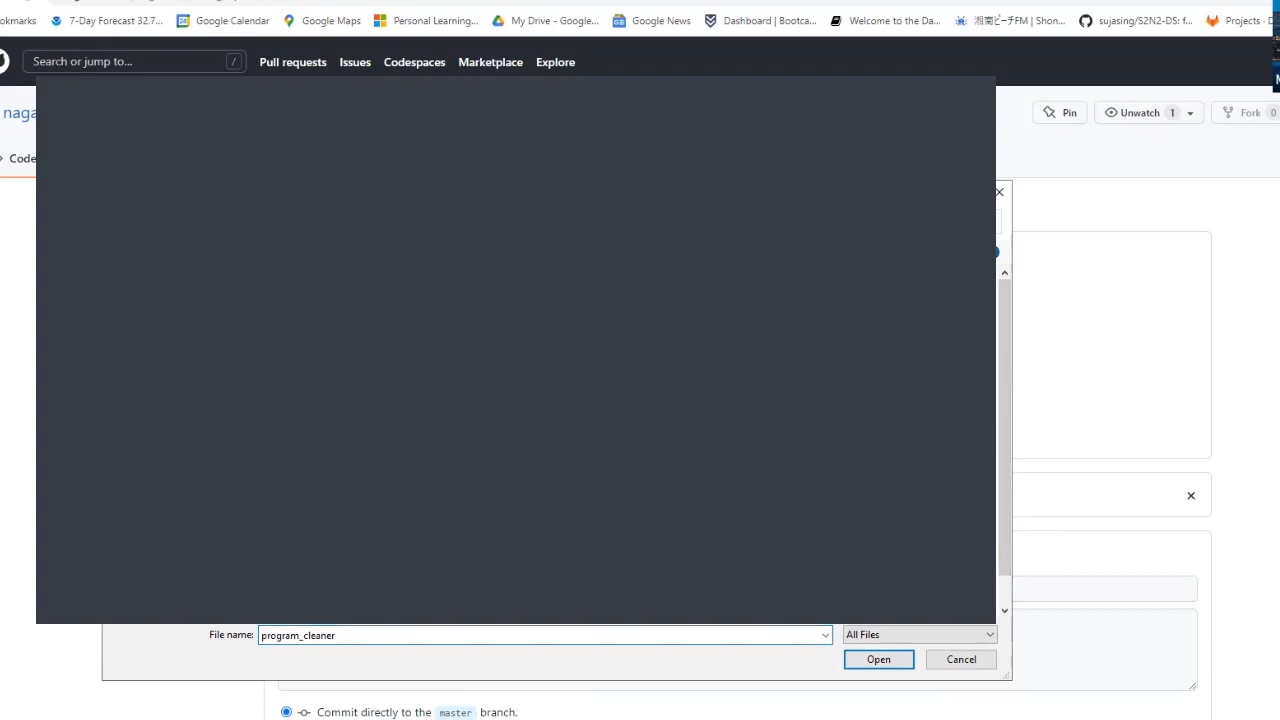 okmarks 7-Day Forecast 32.7... Google Calendar Google Maps Personal Learning... My Drive - Google... Google News Dashboard | Bootca... Welcome to the Da... 湘南ビーチFM | Shon... sujasing/S2N2-DS: f... Projects · D
Search or jump to... / Pull requests Issues Codespaces Marketplace Explore
naga Pin Unwatch 1 Fork 0
Code
File name: program_cleaner All Files
Open Cancel
Commit directly to the master branch.